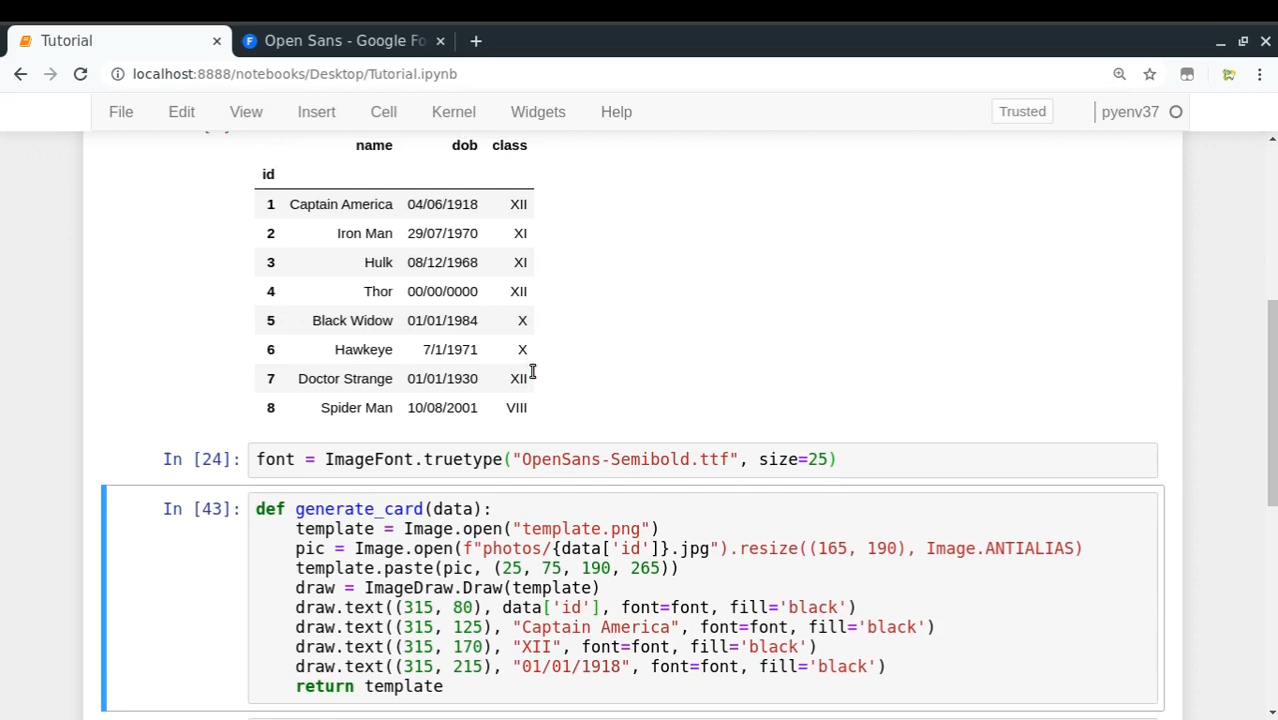 Tutorial
Open Sans - Google Fo
localhost:8888/notebooks/Desktop/Tutorial.ipynb
File Edit View Insert Cell Kernel Widgets Help Trusted pyenv37
name dob class
id
1 Captain America 04/06/1918 XII
2 Iron Man 29/07/1970 XI
3 Hulk 08/12/1968 XI
4 Thor 00/00/0000 XII
5 Black Widow 01/01/1984 X
6 Hawkeye 7/1/1971 X
7 Doctor Strange 01/01/1930 XII
8 Spider Man 10/08/2001 VIII
In [24]: font = ImageFont.truetype("OpenSans-Semibold.ttf", size=25)
In [43]: def generate_card(data):
    template = Image.open("template.png")
    pic = Image.open(f"photos/{data['id']}.jpg").resize((165, 190), Image.ANTIALIAS)
    template.paste(pic, (25, 75, 190, 265))
    draw = ImageDraw.Draw(template)
    draw.text((315, 80), data['id'], font=font, fill='black')
    draw.text((315, 125), "Captain America", font=font, fill='black')
    draw.text((315, 170), "XII", font=font, fill='black')
    draw.text((315, 215), "01/01/1918", font=font, fill='black')
    return template